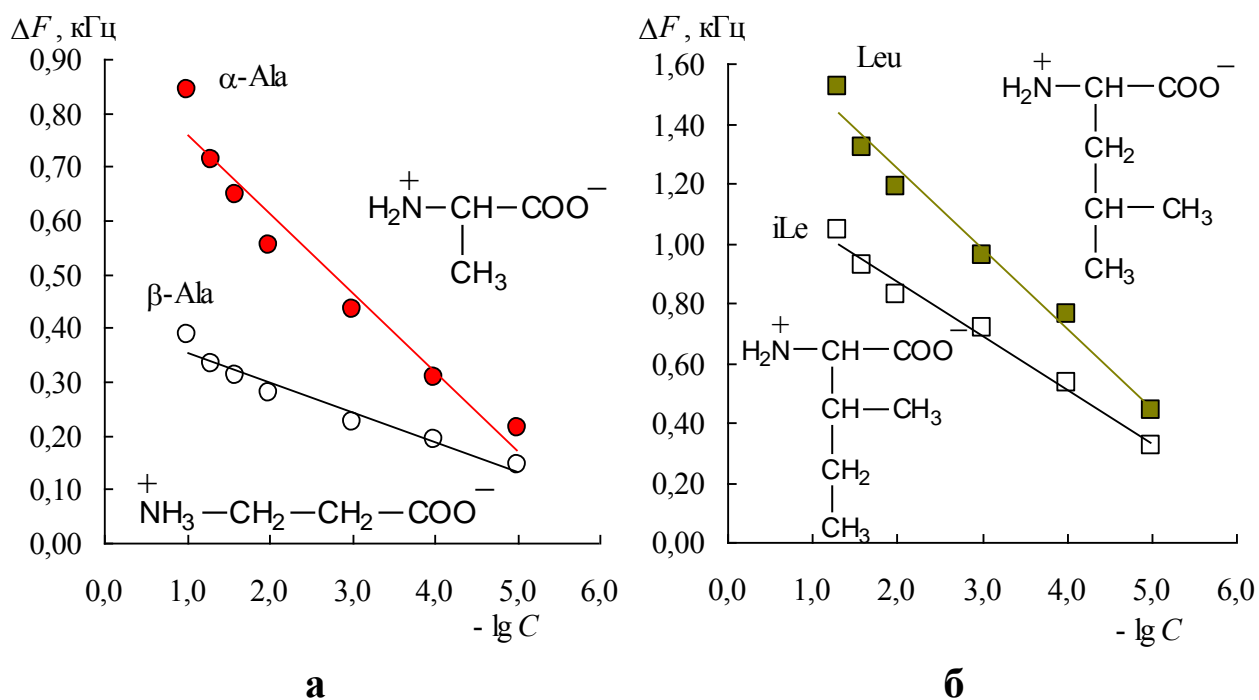 ΔF , кГц
0,90
0,80
0,70
0,60
0,50
0,40
0,30
0,20
0,10
0,00
0,0 1,0 2,0 3,0 4,0 5,0 6,0
- lg C
α-Ala
+
H₂N—CH—COO⁻
CH₃
β-Ala
+
NH₃—CH₂—CH₂—COO⁻
а
ΔF , кГц
1,60
1,40
1,20
1,00
0,80
0,60
0,40
0,20
0,00
0,0 1,0 2,0 3,0 4,0 5,0 6,0
- lg C
Leu
+
H₂N—CH—COO⁻
CH₂
CH—CH₃
CH₃
iLe
+
H₂N—CH—COO⁻
CH—CH₃
CH₂
CH₃
б